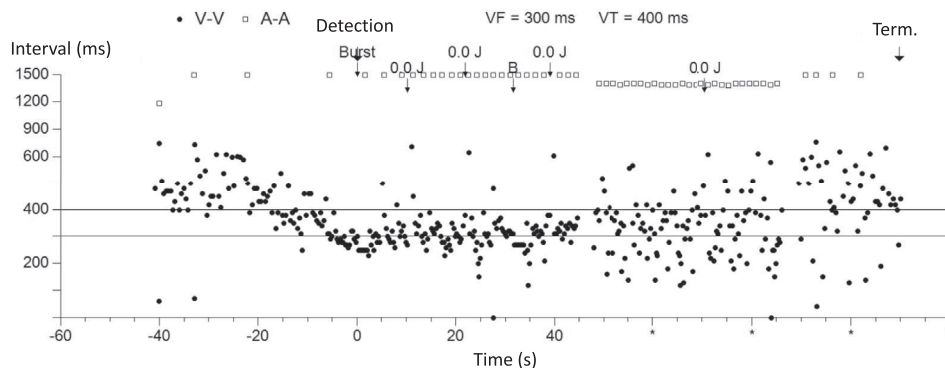 ● V-V □ A-A VF = 300 ms VT = 400 ms
Detection Term.
Interval (ms) Burst 0.0 J 0.0 J
0.0 J B 0.0 J
1500
1200
900
600
400
200
-60 -40 -20 0 20 40 * * *
Time (s)